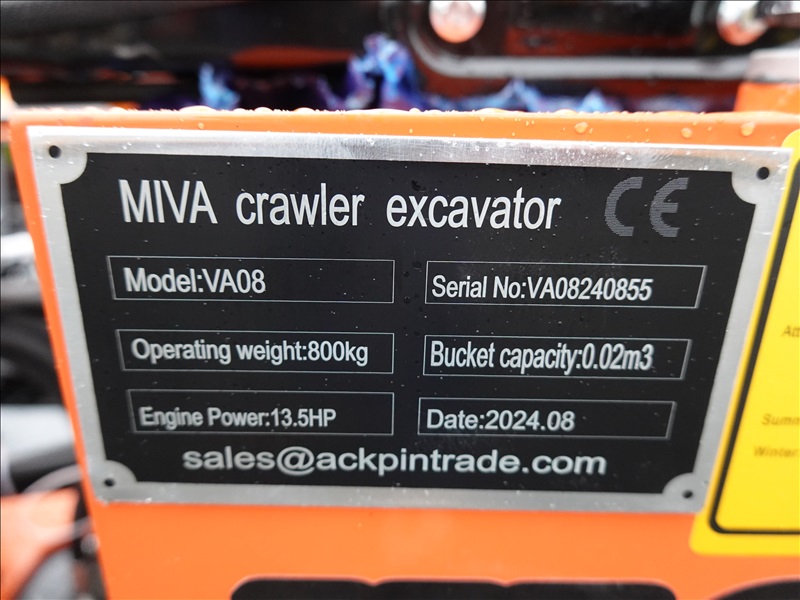 MIVA crawler excavator CE
Model:VA08
Serial No:VA08240855
Operating weight:800kg
Bucket capacity:0.02m3
Engine Power:13.5HP
Date:2024.08
sales@ackpintrade.com
Winter: